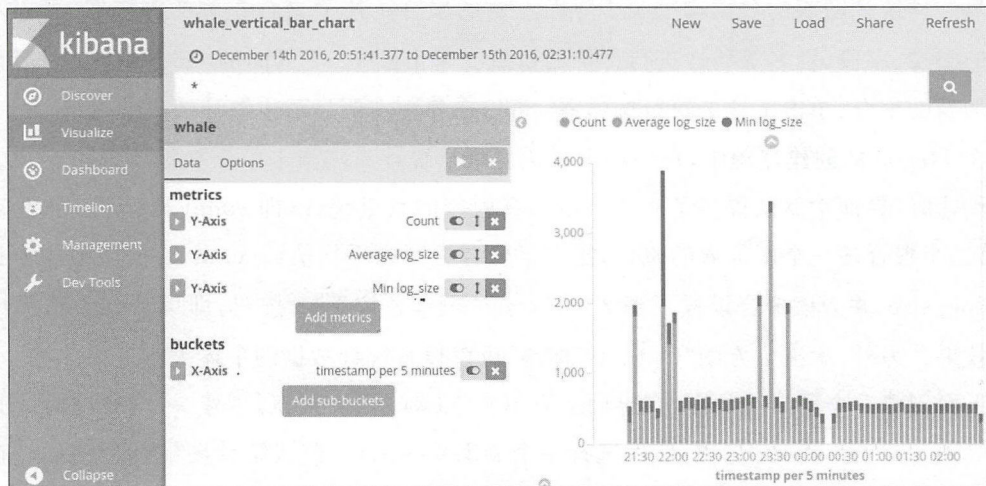 kibana
Discover
Visualize
Dashboard
Timelion
Management
Dev Tools
Collapse
whale_vertical_bar_chart
New Save Load Share Refresh
December 14th 2016, 20:51:41.377 to December 15th 2016, 02:31:10.477
*
whale
Data Options
metrics
Y-Axis Count
Y-Axis Average log_size
Y-Axis Min log_size
Add metrics
buckets
X-Axis timestamp per 5 minutes
Add sub-buckets
Count Average log_size Min log_size
4,000
3,000
2,000
1,000
0
21:30 22:00 22:30 23:00 23:30 00:00 00:30 01:00 01:30 02:00
timestamp per 5 minutes